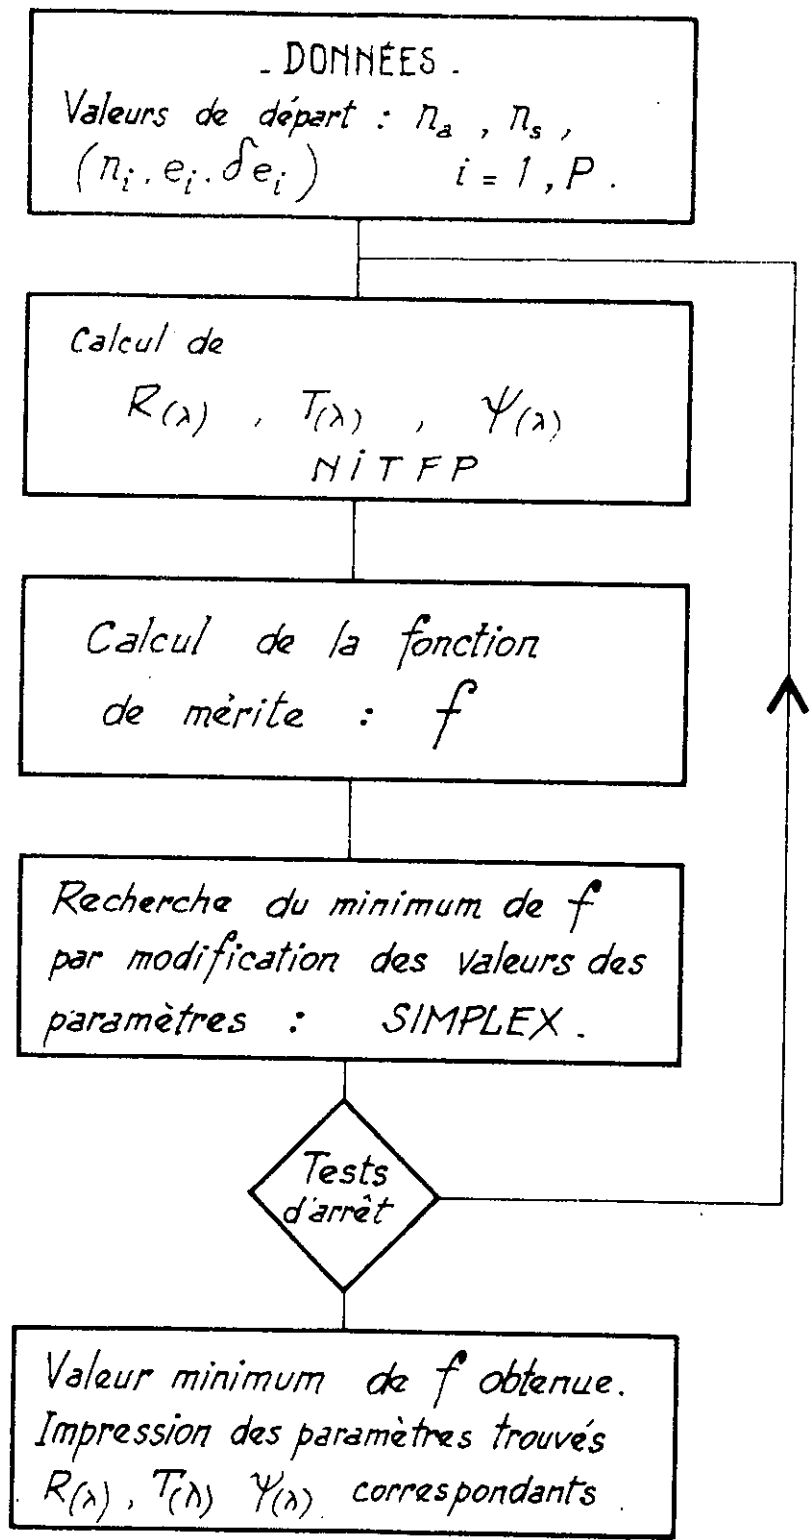 - DONNÉES -
Valeurs de départ : nₐ , nₛ ,
(nᵢ, eᵢ, δeᵢ) i = 1, P.
Calcul de
R(λ) , T(λ) , Ψ(λ)
NiTFP
Calcul de la fonction
de mérite : f
Recherche du minimum de f
par modification des valeurs des
paramètres : SIMPLEX.
Tests
d'arrêt
Valeur minimum de f obtenue.
Impression des paramètres trouvés
R(λ), T(λ) Ψ(λ) correspondants